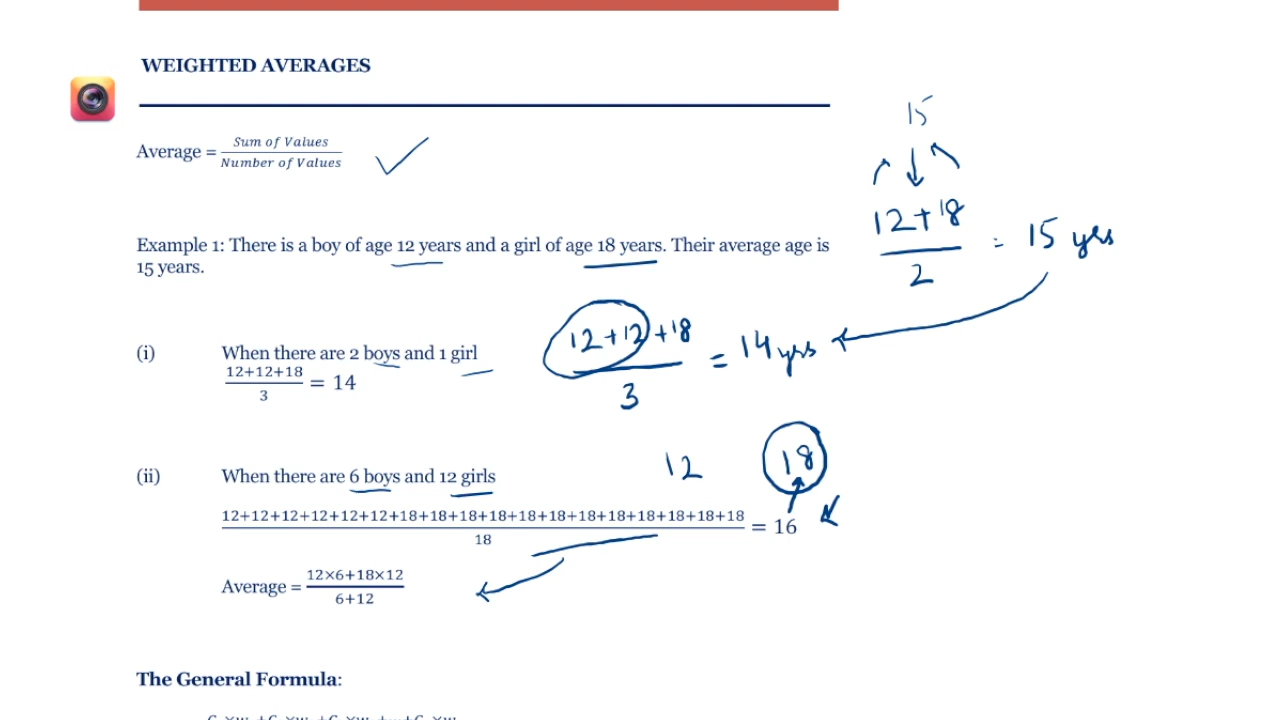 WEIGHTED AVERAGES
15
Average = Sum of Values / Number of Values
12+18 / 2 = 15 yrs
Example 1: There is a boy of age 12 years and a girl of age 18 years. Their average age is
15 years.
(i) When there are 2 boys and 1 girl
12+12+18 / 3 = 14
12+12+18 / 3 = 14 yrs
12 18
(ii) When there are 6 boys and 12 girls
12+12+12+12+12+12+18+18+18+18+18+18+18+18+18+18+18+18 / 18 = 16
Average = 12×6+18×12 / 6+12
The General Formula: